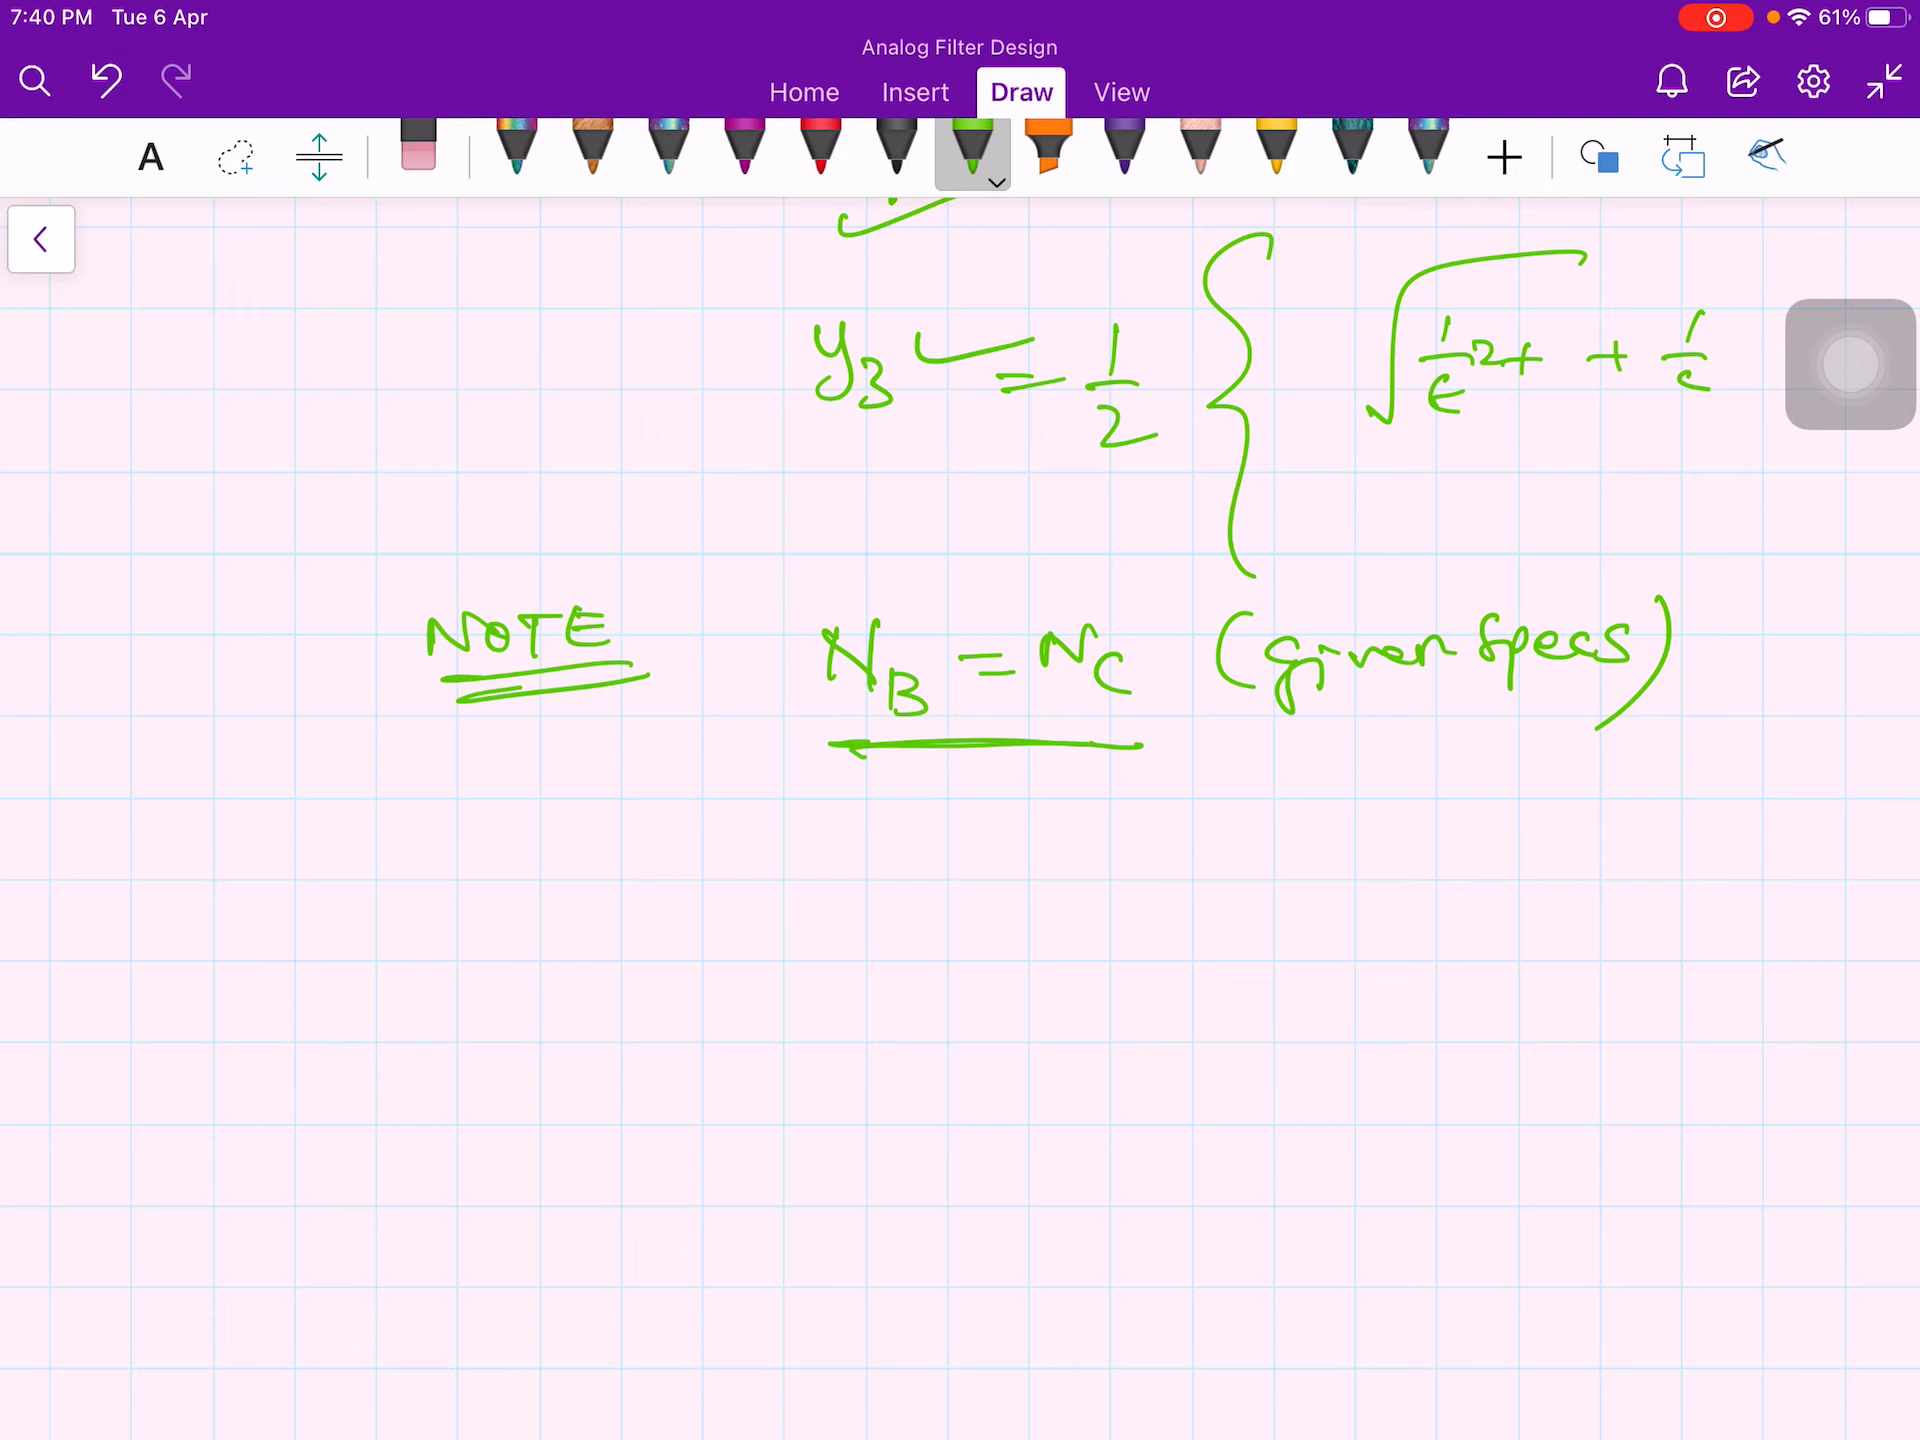 7:40 PM Tue 6 Apr
61%
Analog Filter Design
Home Insert Draw View
A
y3 = 1/2 { √(1/ε2+ + 1/ε
NOTE NB = NC (given specs)